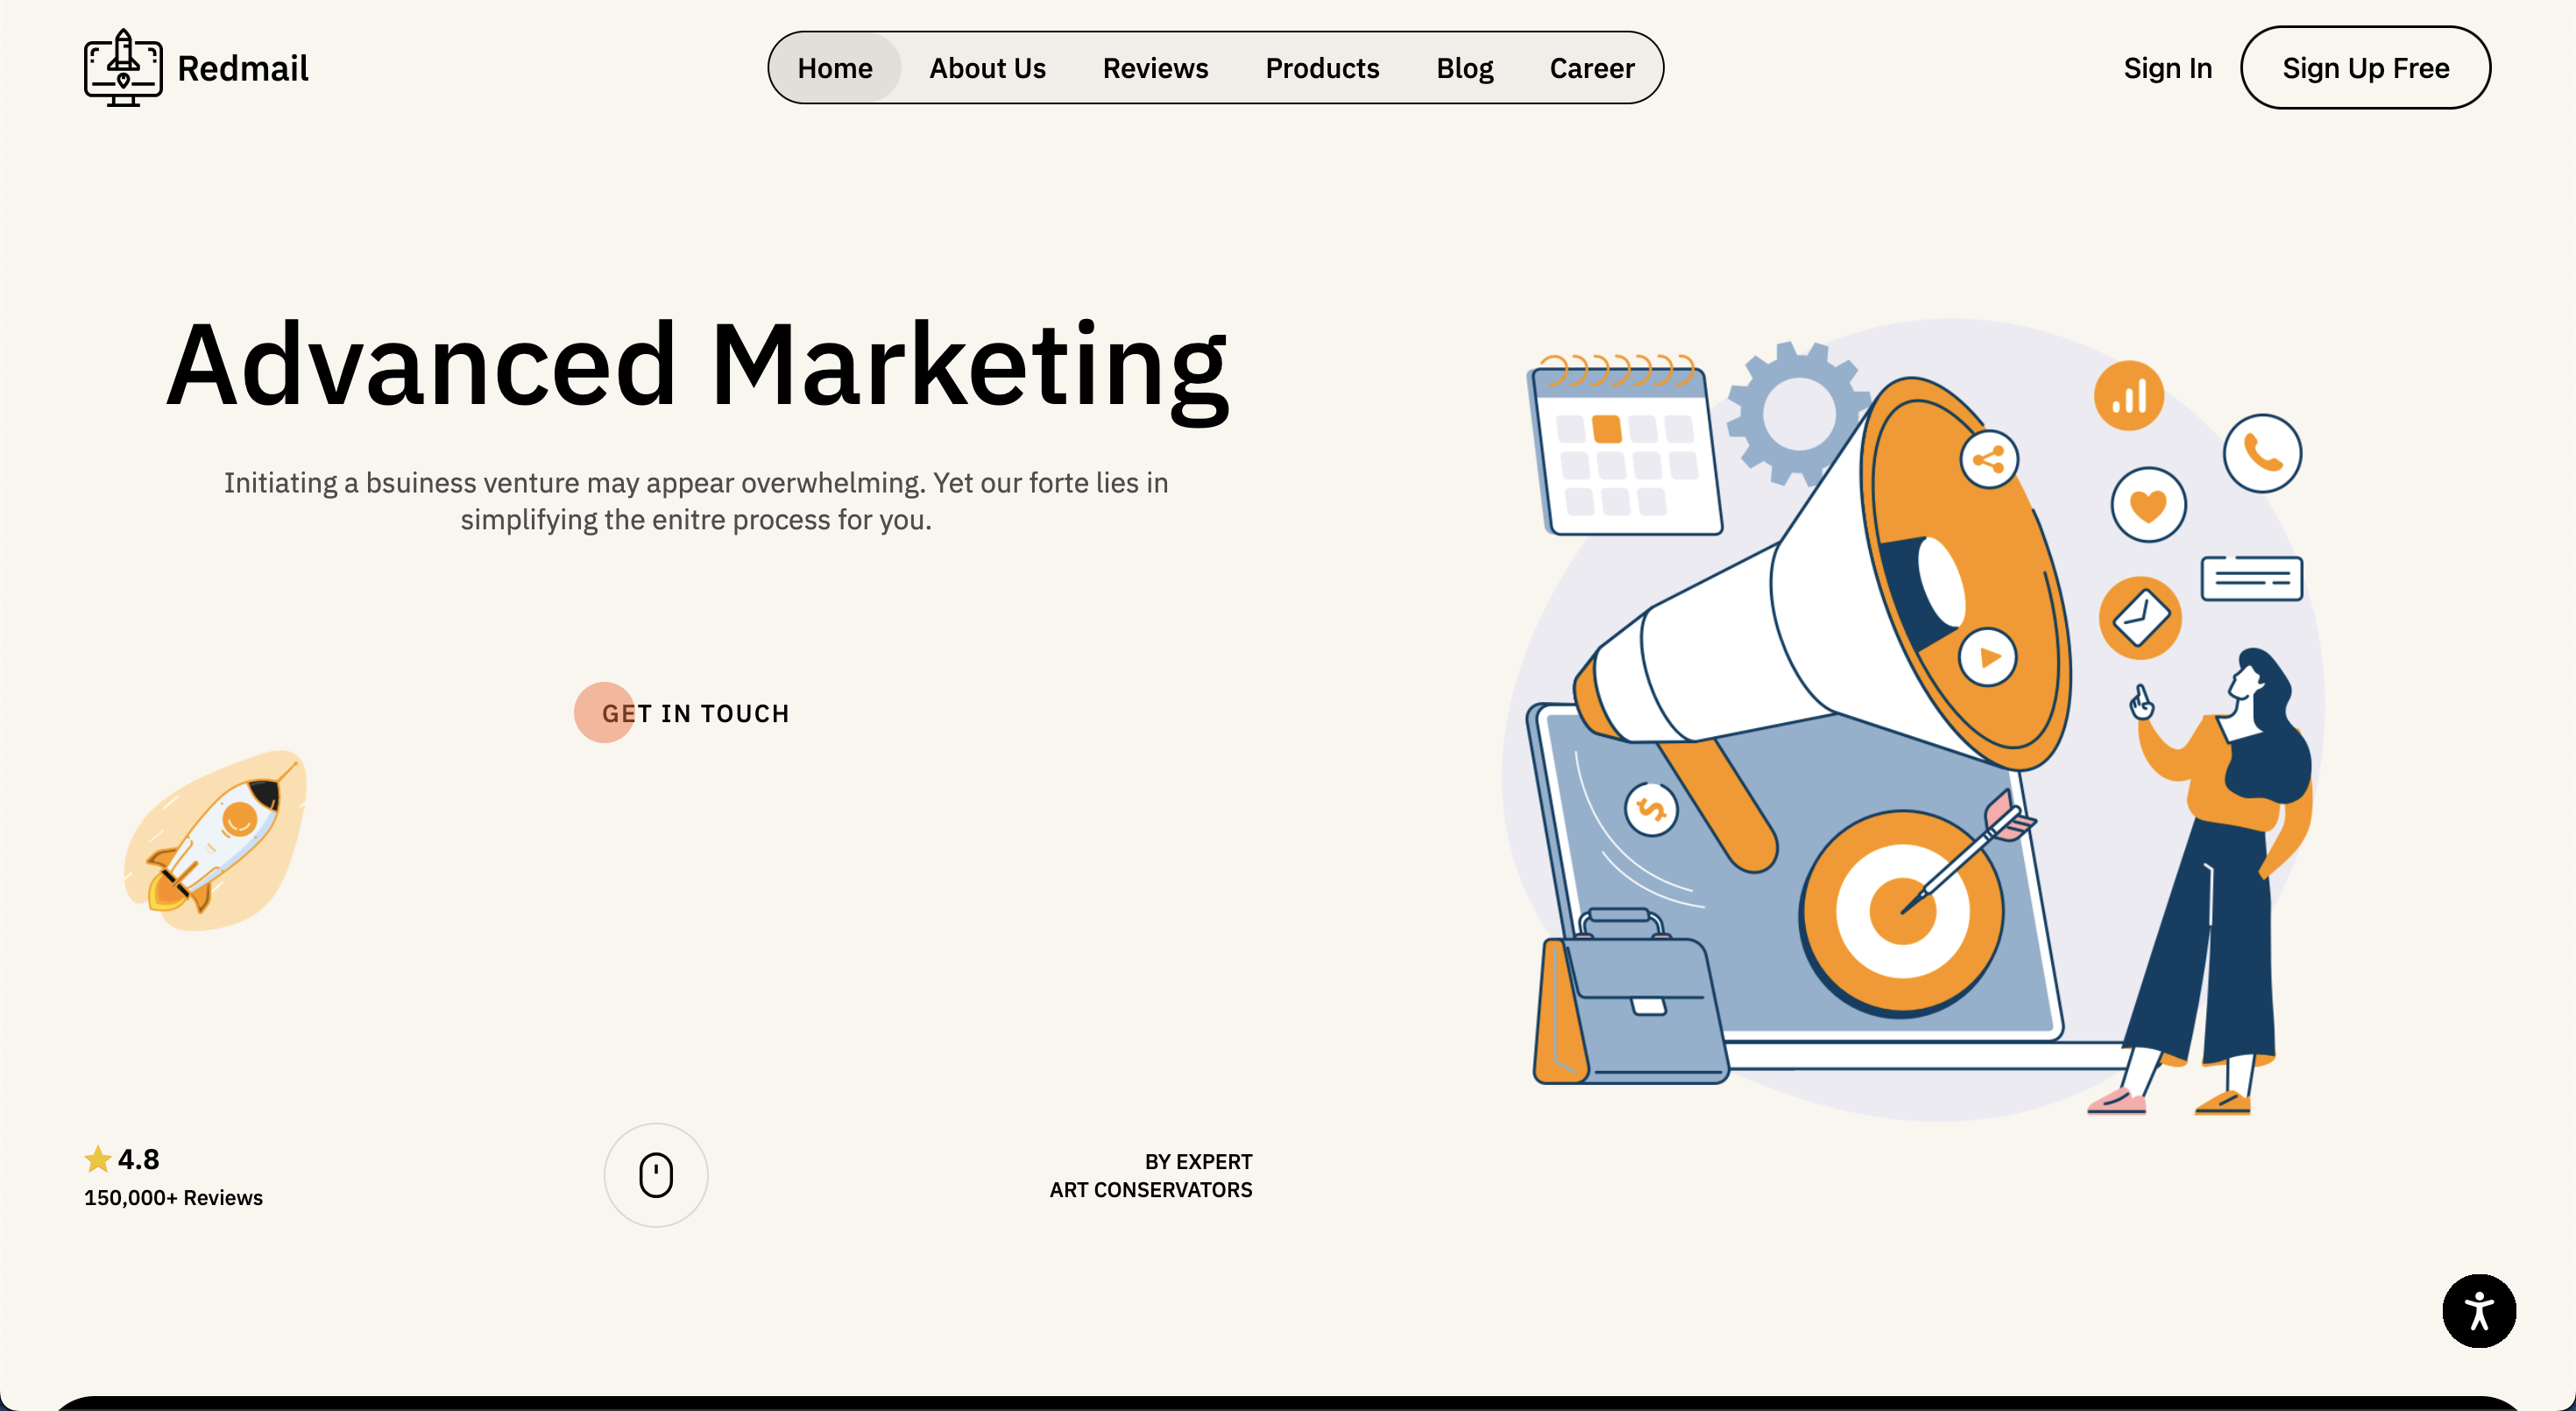 Redmail
Home About Us Reviews Products Blog Career
Sign In Sign Up Free
Advanced Marketing
Initiating a bsuiness venture may appear overwhelming. Yet our forte lies in
simplifying the enitre process for you.
GET IN TOUCH
$
4.8
150,000+ Reviews
BY EXPERT
ART CONSERVATORS